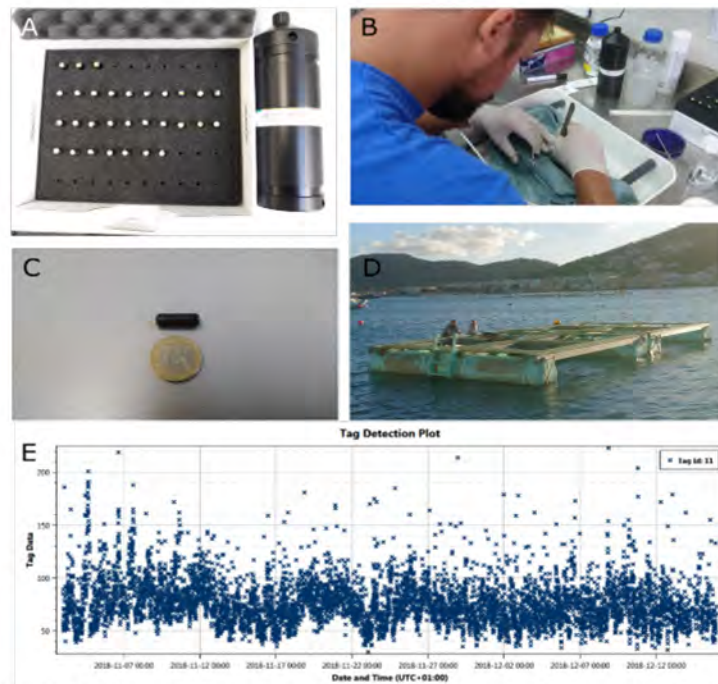 A
B
C
D
E
Tag Detection Plot
Tag Id: 11
200
150
100
50
Tag Data
2018-11-07 00:00 2018-11-12 00:00 2018-11-17 00:00 2018-11-22 00:00 2018-11-27 00:00 2018-12-02 00:00 2018-12-07 00:00 2018-12-12 00:00
Date and Time (UTC+01:00)